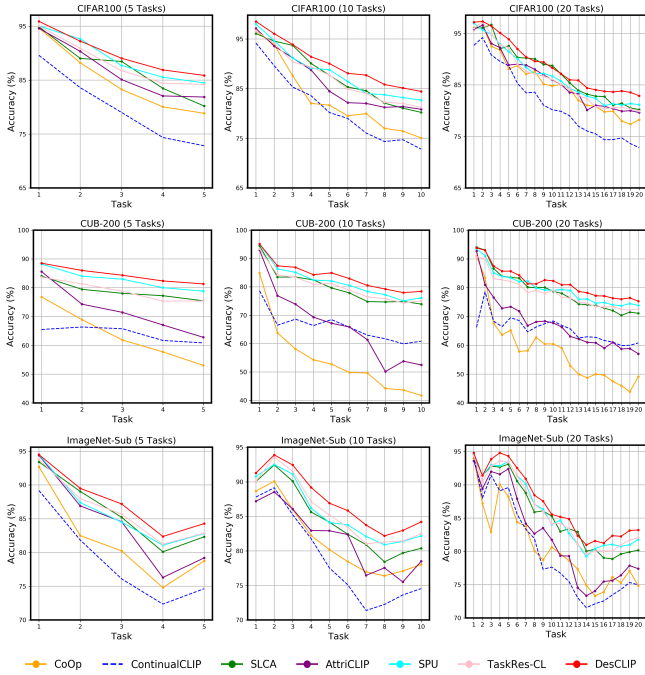 CIFAR100 (5 Tasks) CIFAR100 (10 Tasks) CIFAR100 (20 Tasks)
Accuracy (%) Accuracy (%) Accuracy (%)
95 95 95
85 85 85
75 75 75
65 65 65
1 2 3 4 5 1 2 3 4 5 6 7 8 9 10 1 2 3 4 5 6 7 8 9 10 11 12 13 14 15 16 17 18 19 20
Task Task Task
CUB-200 (5 Tasks) CUB-200 (10 Tasks) CUB-200 (20 Tasks)
Accuracy (%) Accuracy (%) Accuracy (%)
100 100 100
90 90 90
80 80 80
70 70 70
60 60 60
50 50 50
40 40 40
1 2 3 4 5 1 2 3 4 5 6 7 8 9 10 1 2 3 4 5 6 7 8 9 10 11 12 13 14 15 16 17 18 19 20
Task Task Task
ImageNet-Sub (5 Tasks) ImageNet-Sub (10 Tasks) ImageNet-Sub (20 Tasks)
Accuracy (%) Accuracy (%) Accuracy (%)
95 95 95
90 90 90
85 85 85
80 80 80
75 75 75
70 70 70
1 2 3 4 5 1 2 3 4 5 6 7 8 9 10 1 2 3 4 5 6 7 8 9 10 11 12 13 14 15 16 17 18 19 20
Task Task Task
CoOp ContinualCLIP SLCA AttriCLIP SPU TaskRes-CL DesCLIP